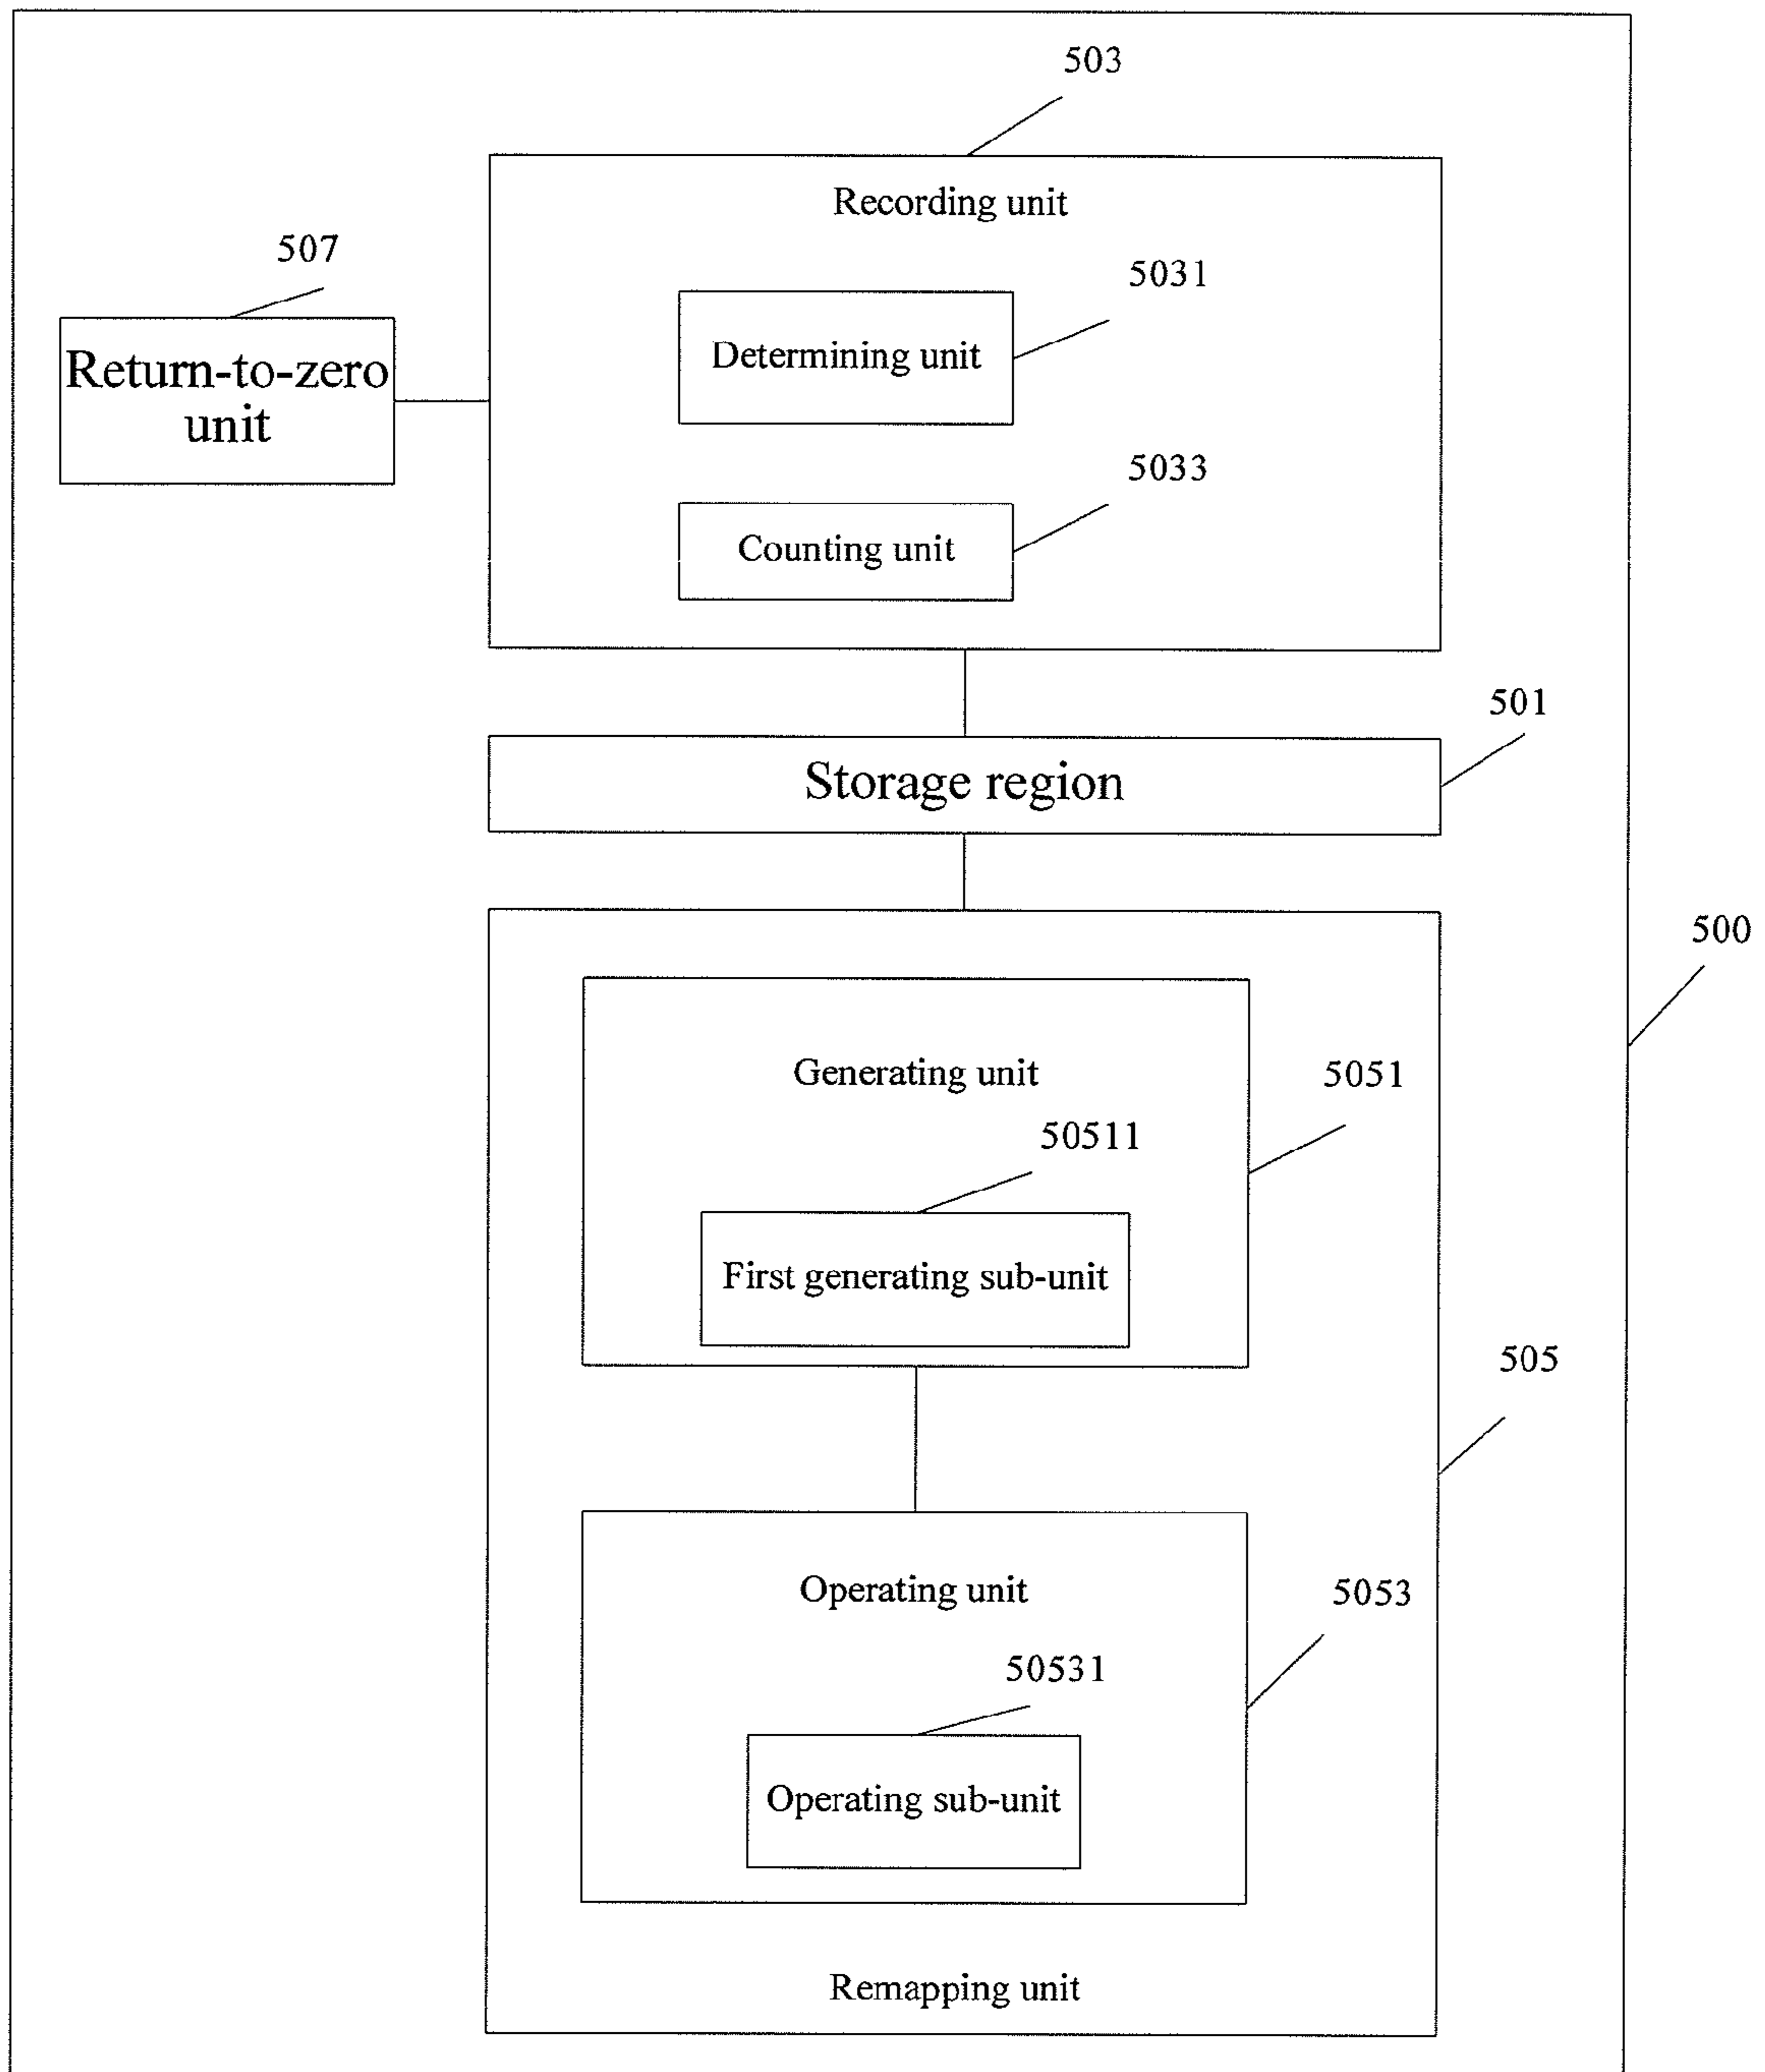 503
Recording unit
507
5031
Return-to-zero
unit
Determining unit
5033
Counting unit
501
Storage region
500
Generating unit
5051
50511
First generating sub-unit
505
Operating unit
5053
50531
Operating sub-unit
Remapping unit